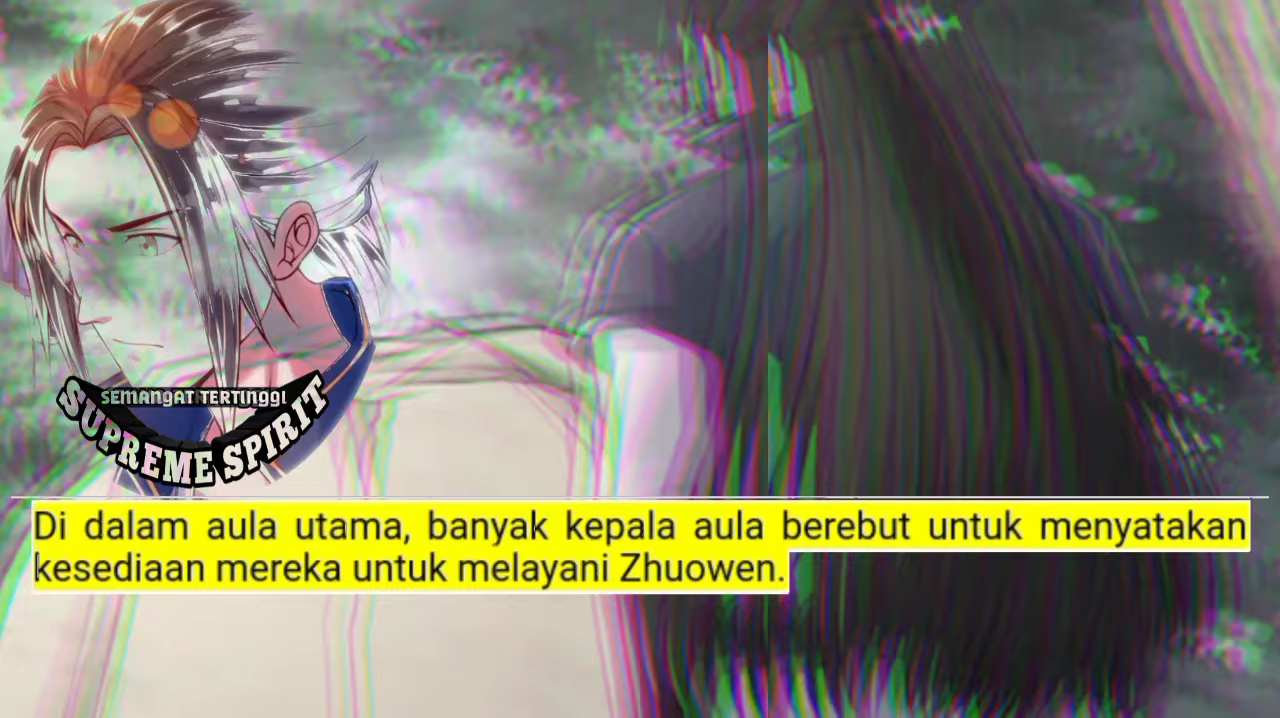 SEMANGAT TERTINGGI
SUPREME SPIRIT
Di dalam aula utama, banyak kepala aula berebut untuk menyatakan
kesediaan mereka untuk melayani Zhuowen.